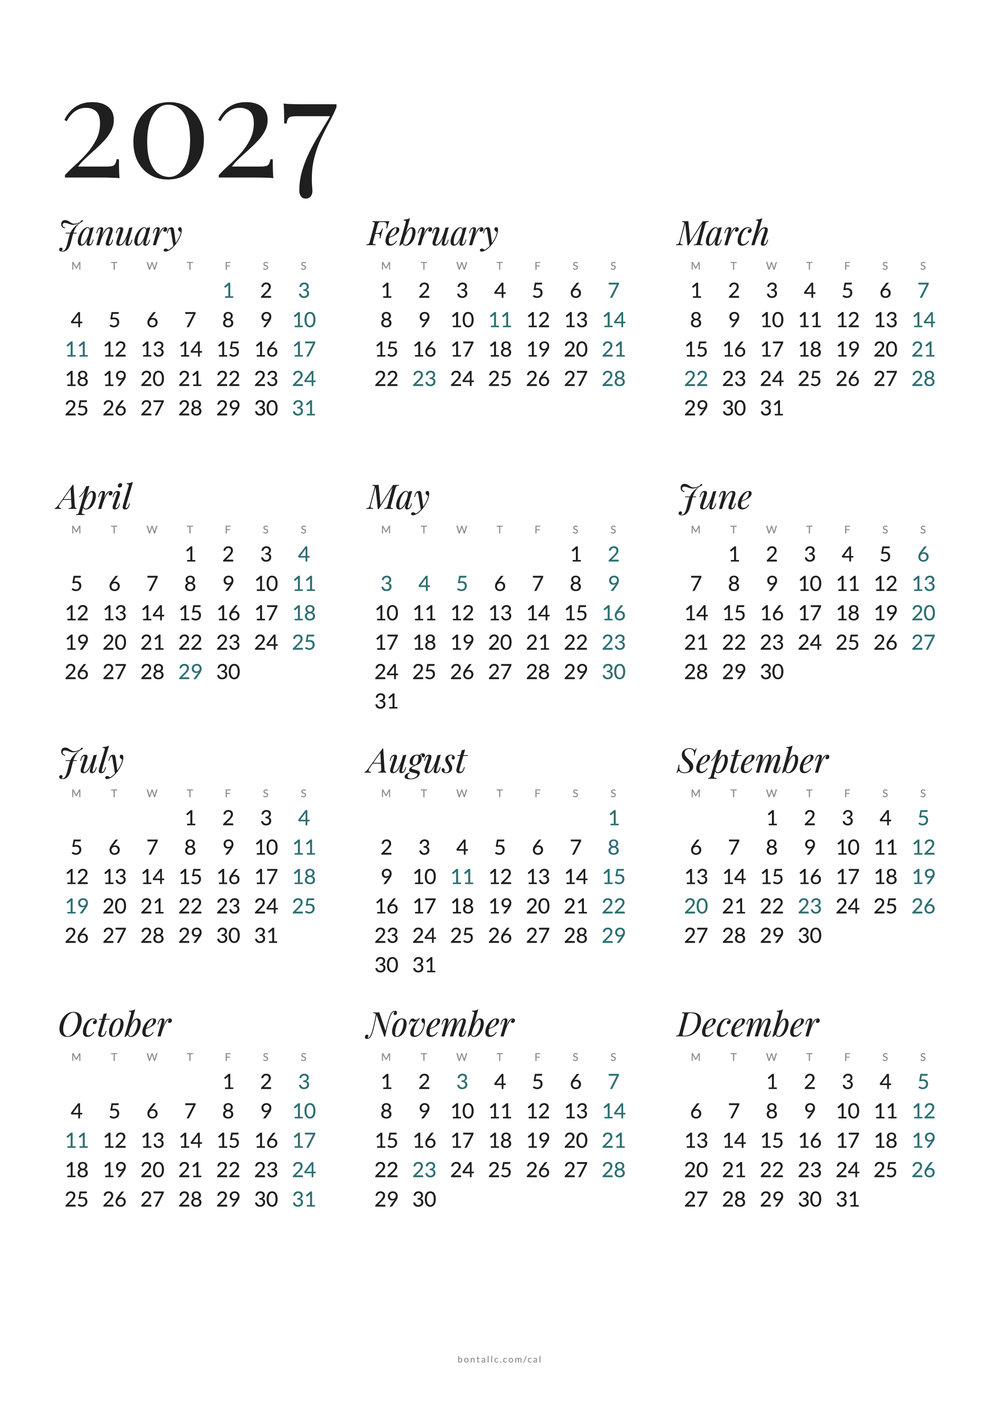 2027
January
M T W T F S S
1 2 3
4 5 6 7 8 9 10
11 12 13 14 15 16 17
18 19 20 21 22 23 24
25 26 27 28 29 30 31
February
M T W T F S S
1 2 3 4 5 6 7
8 9 10 11 12 13 14
15 16 17 18 19 20 21
22 23 24 25 26 27 28
March
M T W T F S S
1 2 3 4 5 6 7
8 9 10 11 12 13 14
15 16 17 18 19 20 21
22 23 24 25 26 27 28
29 30 31
April
M T W T F S S
1 2 3 4
5 6 7 8 9 10 11
12 13 14 15 16 17 18
19 20 21 22 23 24 25
26 27 28 29 30
May
M T W T F S S
1 2
3 4 5 6 7 8 9
10 11 12 13 14 15 16
17 18 19 20 21 22 23
24 25 26 27 28 29 30
31
June
M T W T F S S
1 2 3 4 5 6
7 8 9 10 11 12 13
14 15 16 17 18 19 20
21 22 23 24 25 26 27
28 29 30
July
M T W T F S S
1 2 3 4
5 6 7 8 9 10 11
12 13 14 15 16 17 18
19 20 21 22 23 24 25
26 27 28 29 30 31
August
M T W T F S S
1
2 3 4 5 6 7 8
9 10 11 12 13 14 15
16 17 18 19 20 21 22
23 24 25 26 27 28 29
30 31
September
M T W T F S S
1 2 3 4 5
6 7 8 9 10 11 12
13 14 15 16 17 18 19
20 21 22 23 24 25 26
27 28 29 30
October
M T W T F S S
1 2 3
4 5 6 7 8 9 10
11 12 13 14 15 16 17
18 19 20 21 22 23 24
25 26 27 28 29 30 31
November
M T W T F S S
1 2 3 4 5 6 7
8 9 10 11 12 13 14
15 16 17 18 19 20 21
22 23 24 25 26 27 28
29 30
December
M T W T F S S
1 2 3 4 5
6 7 8 9 10 11 12
13 14 15 16 17 18 19
20 21 22 23 24 25 26
27 28 29 30 31
bontallc.com/cal